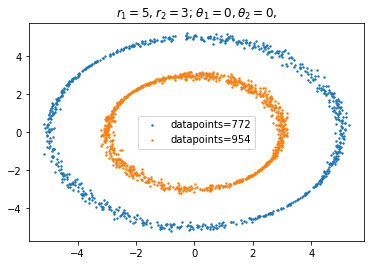 r₁ = 5, r₂ = 3; θ₁ = 0, θ₂ = 0,
4
2
0
−2
−4
datapoints=772
datapoints=954
−4 −2 0 2 4